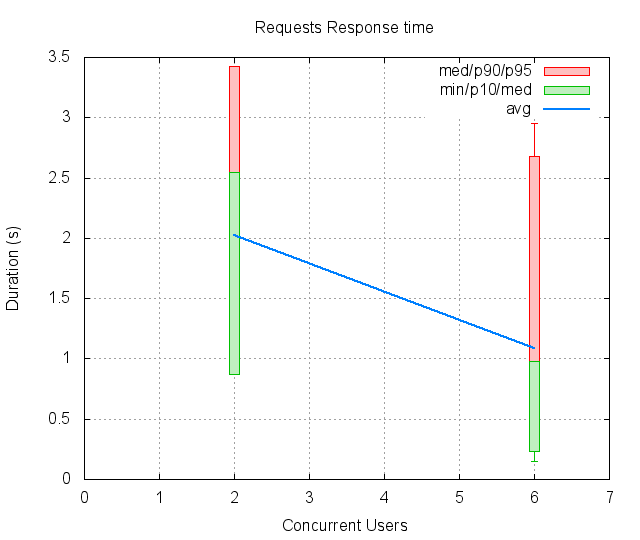 Requests Response time
3.5
3
2.5
2
1.5
1
0.5
0
Duration (s)
med/p90/p95
min/p10/med
avg
0 1 2 3 4 5 6 7
Concurrent Users